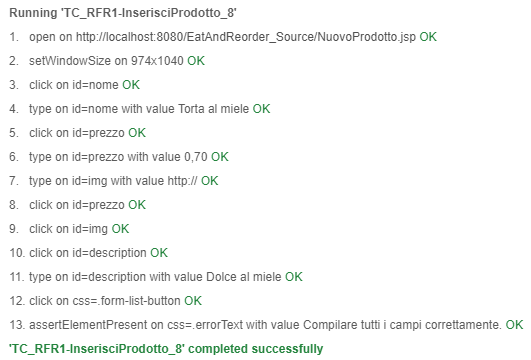 Running 'TC_RFR1-InserisciProdotto_8'
1. open on http://localhost:8080/EatAndReorder_Source/NuovoProdotto.jsp OK
2. setWindowSize on 974x1040 OK
3. click on id=nome OK
4. type on id=nome with value Torta al miele OK
5. click on id=prezzo OK
6. type on id=prezzo with value 0,70 OK
7. type on id=img with value http:// OK
8. click on id=prezzo OK
9. click on id=img OK
10. click on id=description OK
11. type on id=description with value Dolce al miele OK
12. click on css=.form-list-button OK
13. assertElementPresent on css=.errorText with value Compilare tutti i campi correttamente. OK
'TC_RFR1-InserisciProdotto_8' completed successfully